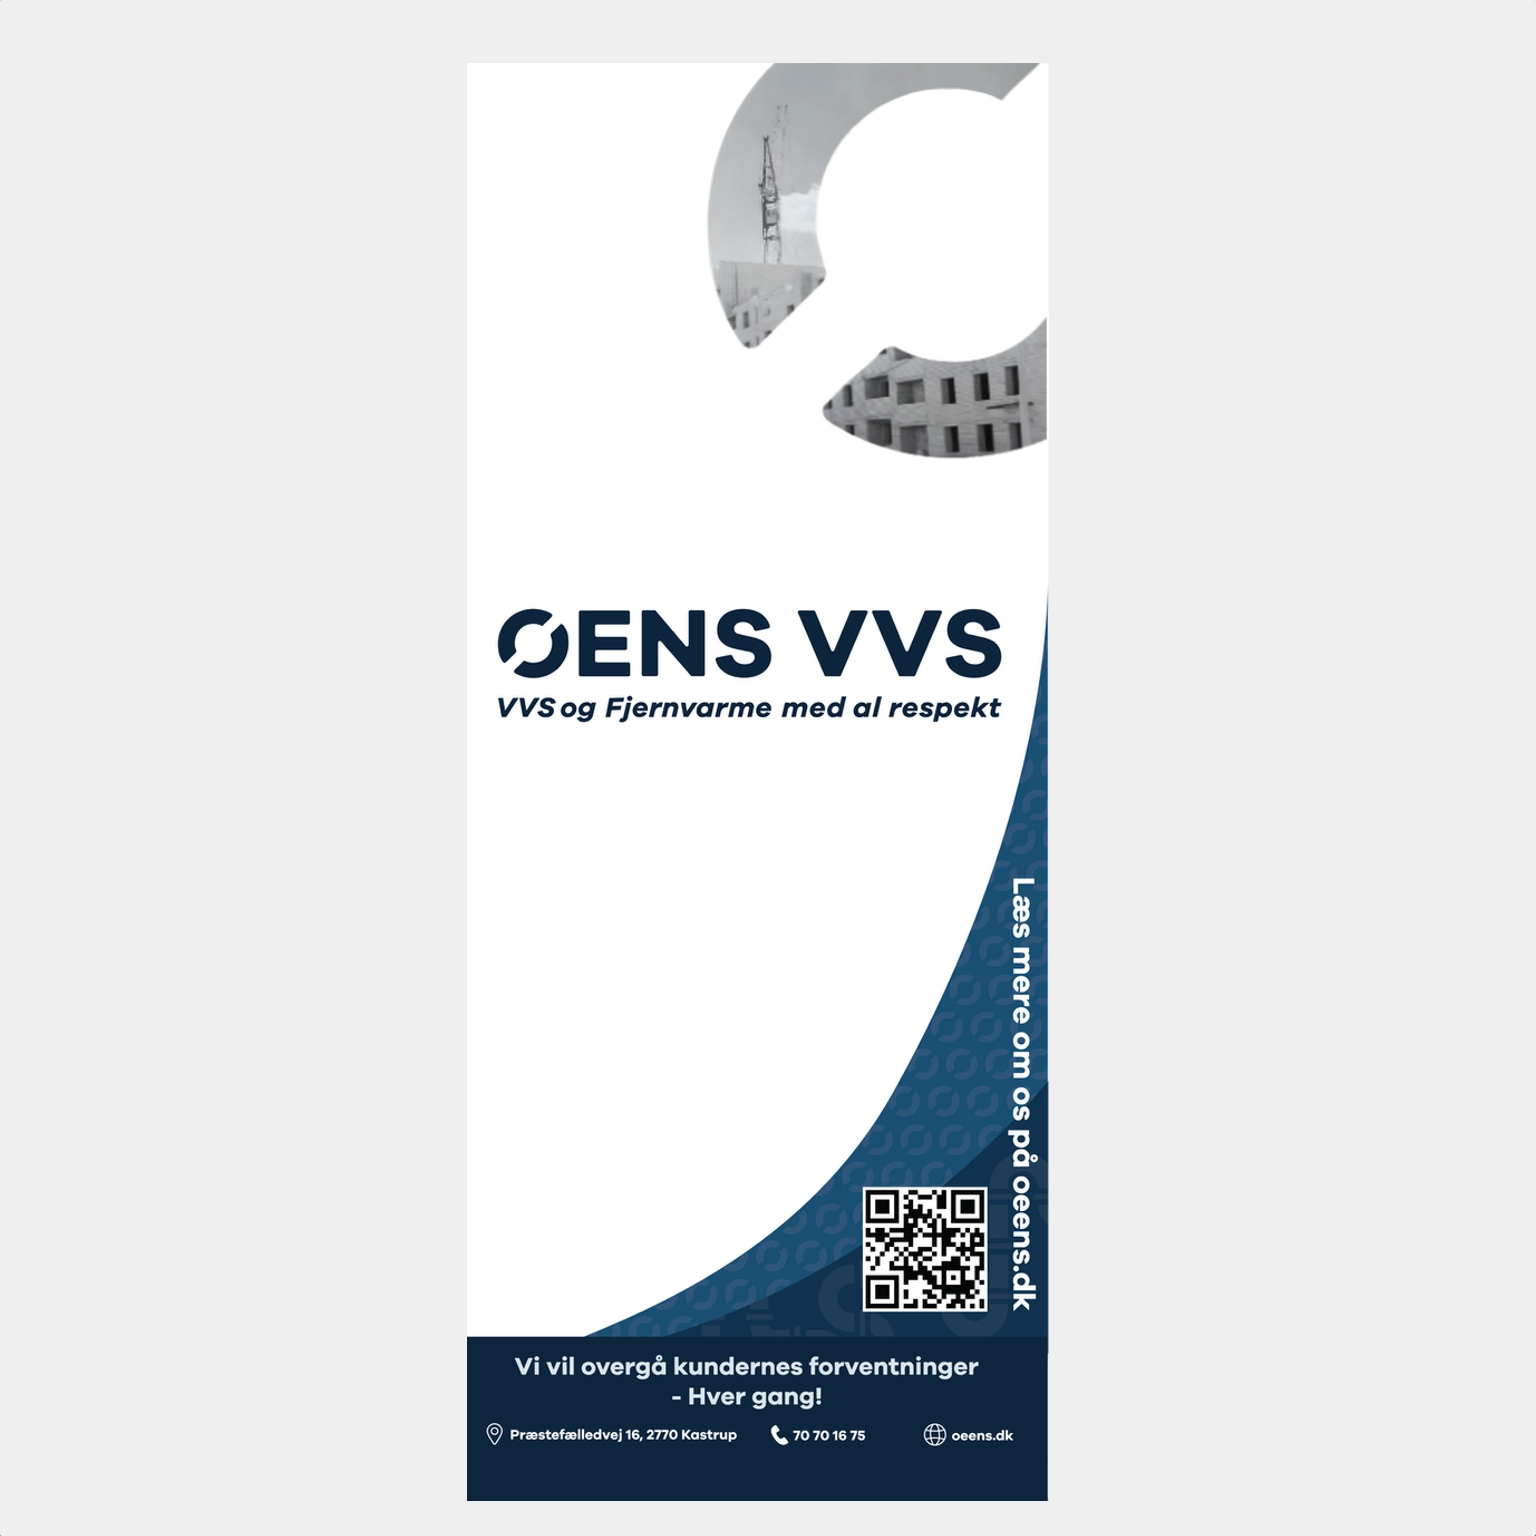 OENS VVS
VVS og Fjernvarme med al respekt
Læs mere om os på oeens.dk
Vi vil overgå kundernes forventninger
- Hver gang!
Præstefælledvej 16, 2770 Kastrup
70 70 16 75
oeens.dk